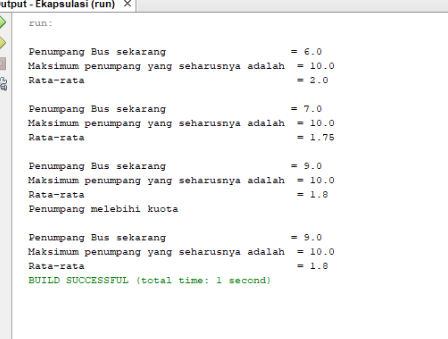 Output - Ekapsulasi (run) ×
run:
Penumpang Bus sekarang = 6.0
Maksimum penumpang yang seharusnya adalah = 10.0
Rata-rata = 2.0
Penumpang Bus sekarang = 7.0
Maksimum penumpang yang seharusnya adalah = 10.0
Rata-rata = 1.75
Penumpang Bus sekarang = 9.0
Maksimum penumpang yang seharusnya adalah = 10.0
Rata-rata = 1.8
Penumpang melebihi kuota
Penumpang Bus sekarang = 9.0
Maksimum penumpang yang seharusnya adalah = 10.0
Rata-rata = 1.8
BUILD SUCCESSFUL (total time: 1 second)